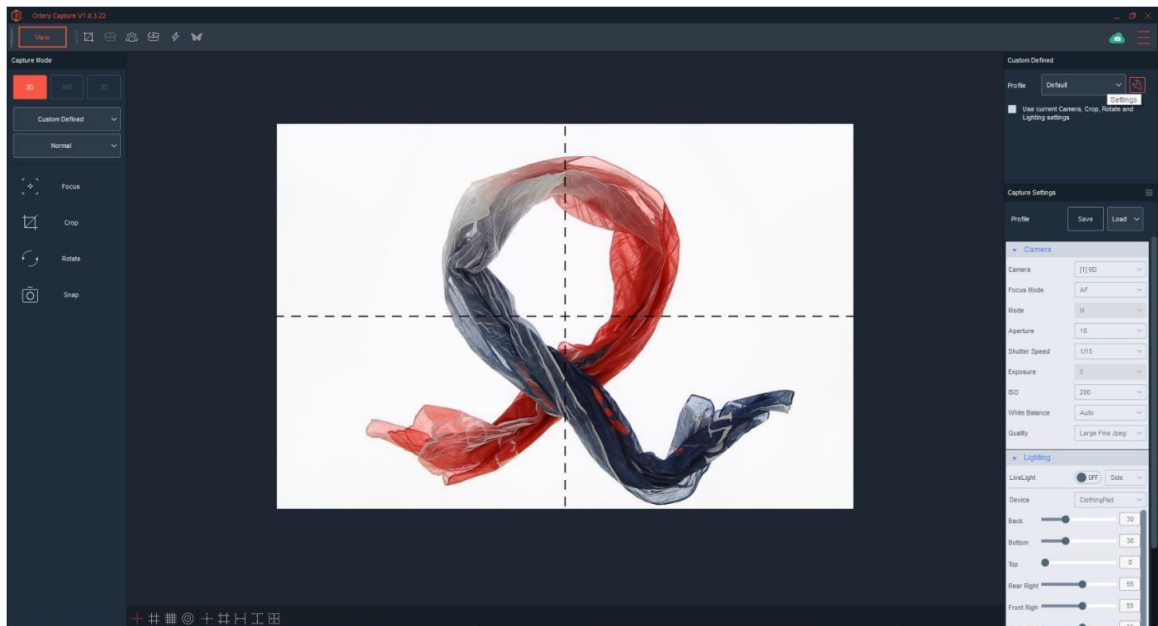 Ortery Capture V1.0.3.22
View
Capture Mode
2D 360 3D
Custom Defined
Normal
Focus
Crop
Rotate
Snap
Custom Defined
Profile Default
Settings
Use current Camera, Crop, Rotate and
Lighting settings
Capture Settings
Profile Save Load
Camera
Camera [1] 6D
Focus Mode AF
Mode M
Aperture 16
Shutter Speed 1/15
Exposure 0
ISO 200
White Balance Auto
Quality Large Fine Jpeg
Lighting
LiveLight OFF Side
Device ClothingPad
Back 30
Bottom 30
Top 0
Rear Right 55
Front Righ 55